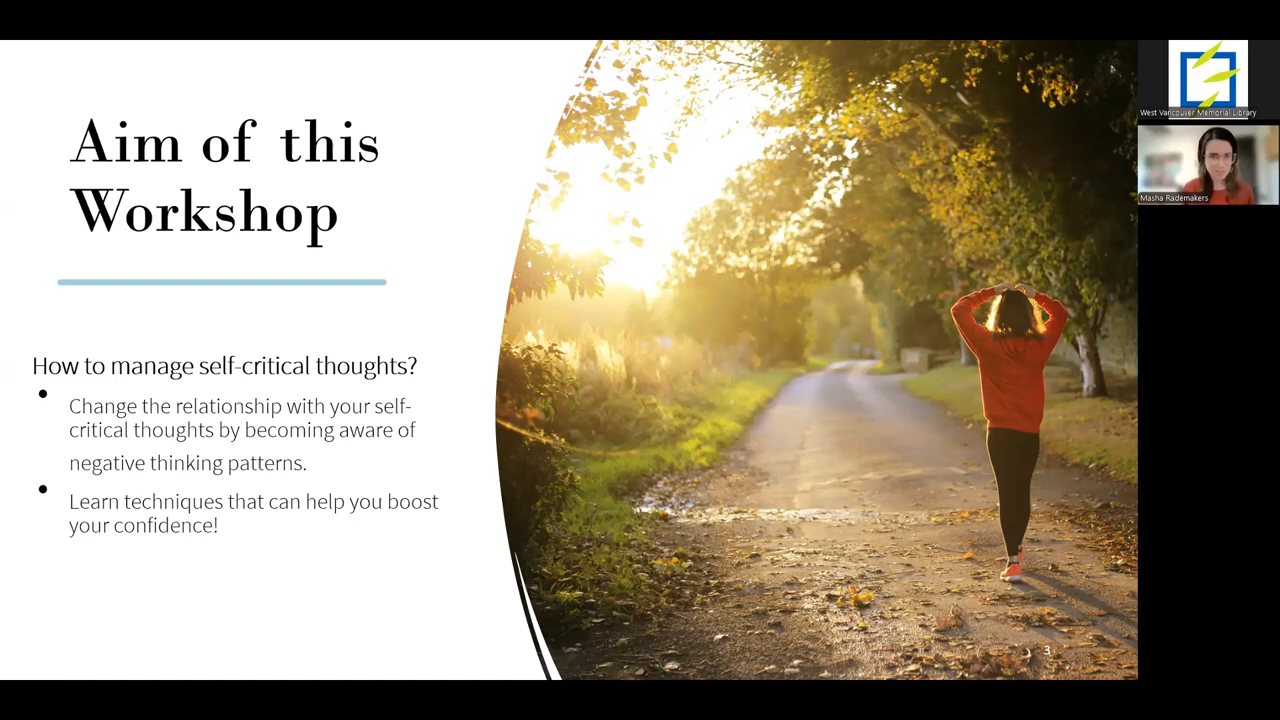 Aim of this
Workshop
How to manage self-critical thoughts?
• Change the relationship with your self-
critical thoughts by becoming aware of
negative thinking patterns.
• Learn techniques that can help you boost
your confidence!
3
West Vancouver Memorial Library
Masha Rademakers